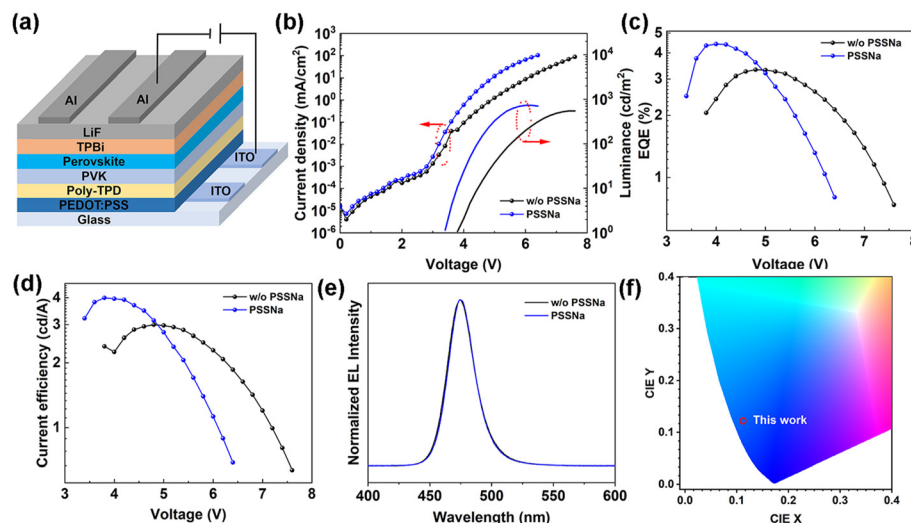 (a)
Al
Al
LiF
TPBi
Perovskite
PVK
Poly-TPD
PEDOT:PSS
Glass
ITO
ITO
(b)
Current density (mA/cm²)
10³
10²
10¹
10⁰
10⁻¹
10⁻²
10⁻³
10⁻⁴
10⁻⁵
10⁻⁶
0 2 4 6 8
Voltage (V)
w/o PSSNa
PSSNa
10⁵
10⁴
10³
10²
10¹
10⁰
Luminance (cd/m²)
(c)
EQE (%)
5
4
3
2
1
3 4 5 6 7 8
Voltage (V)
w/o PSSNa
PSSNa
(d)
Current efficiency (cd/A)
4
3
2
1
3 4 5 6 7 8
Voltage (V)
w/o PSSNa
PSSNa
(e)
Normalized EL Intensity
400 450 500 550 600
Wavelength (nm)
w/o PSSNa
PSSNa
(f)
CIE Y
0.4
0.3
0.2
0.1
0.0
0.0 0.1 0.2 0.3 0.4
CIE X
This work